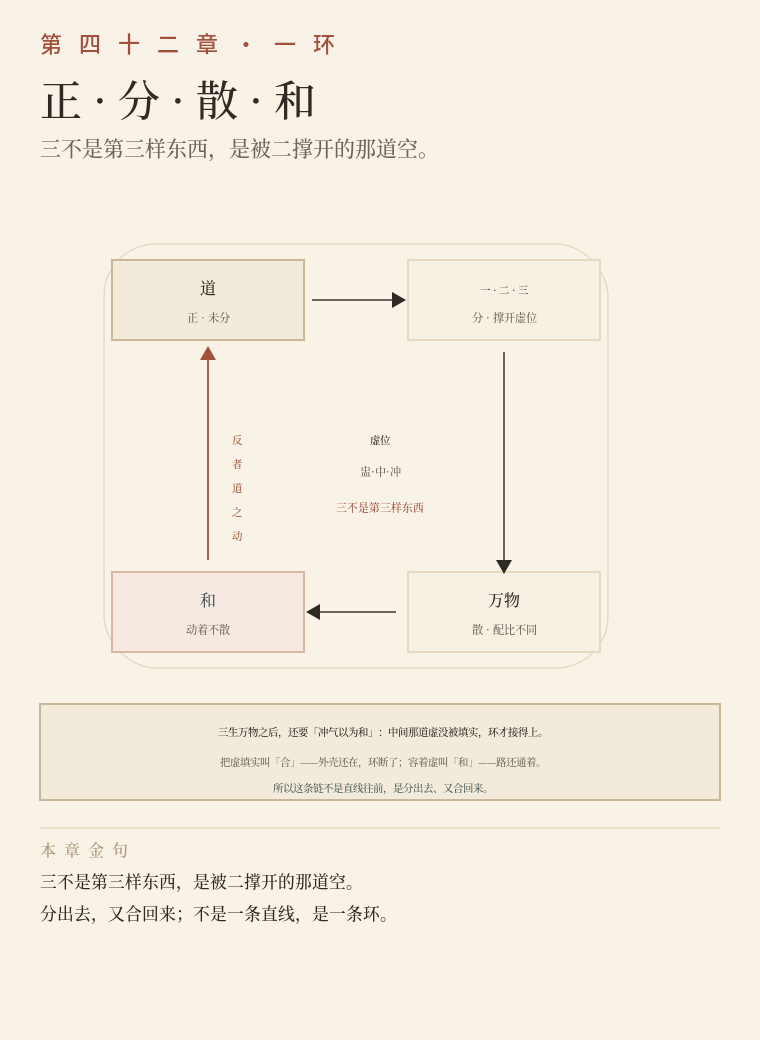 第四十二章·一环
正·分·散·和
三不是第三样东西，是被二撑开的那道空。
道
正·未分
一·二·三
分·撑开虚位
反者道之动
虚位
盅·中·冲
三不是第三样东西
和
动着不散
万物
散·配比不同
三生万物之后，还要「冲气以为和」：中间那道虚没被填实，环才接得上。
把虚填实叫「合」——外壳还在，环断了；容着虚叫「和」——路还通着。
所以这条链不是直线往前，是分出去、又合回来。
本章金句
三不是第三样东西，是被二撑开的那道空。
分出去，又合回来；不是一条直线，是一条环。